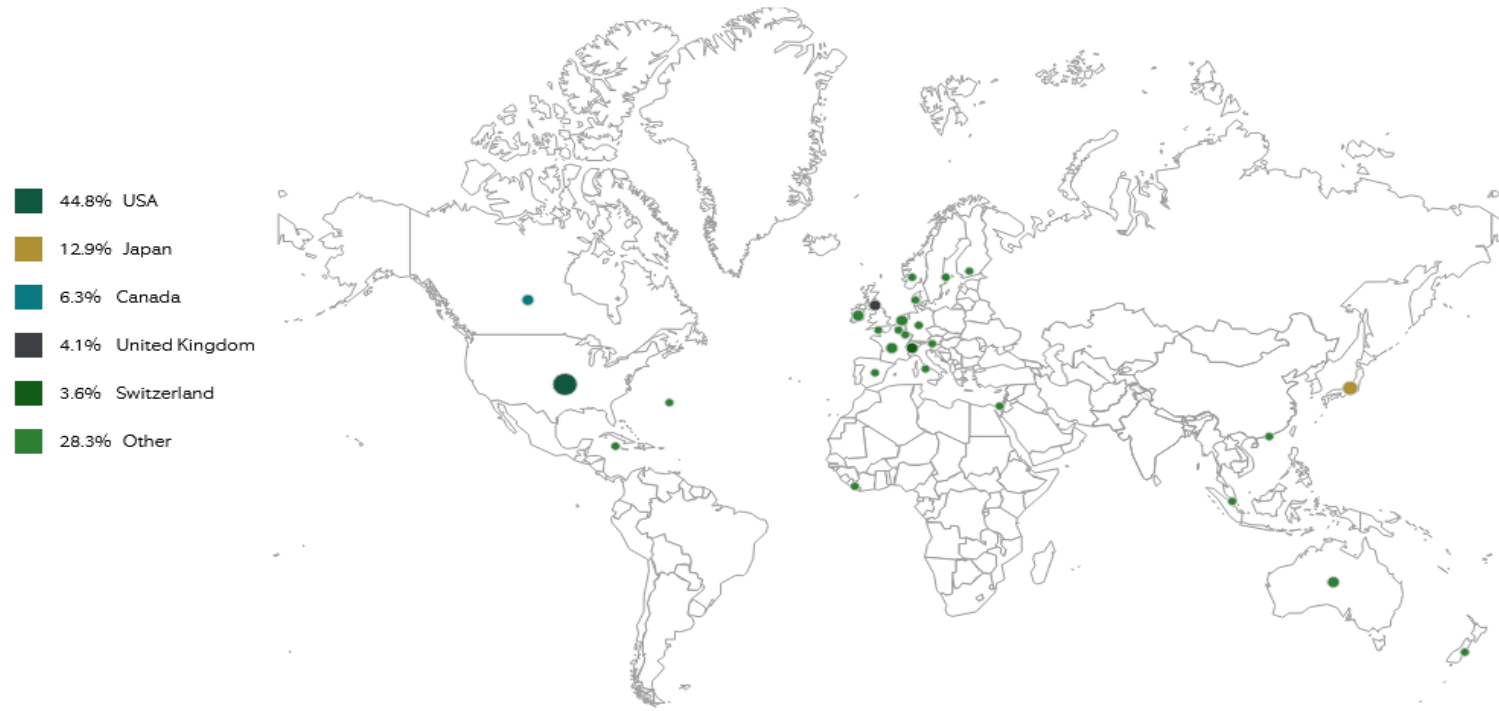 44.8% USA
12.9% Japan
6.3% Canada
4.1% United Kingdom
3.6% Switzerland
28.3% Other